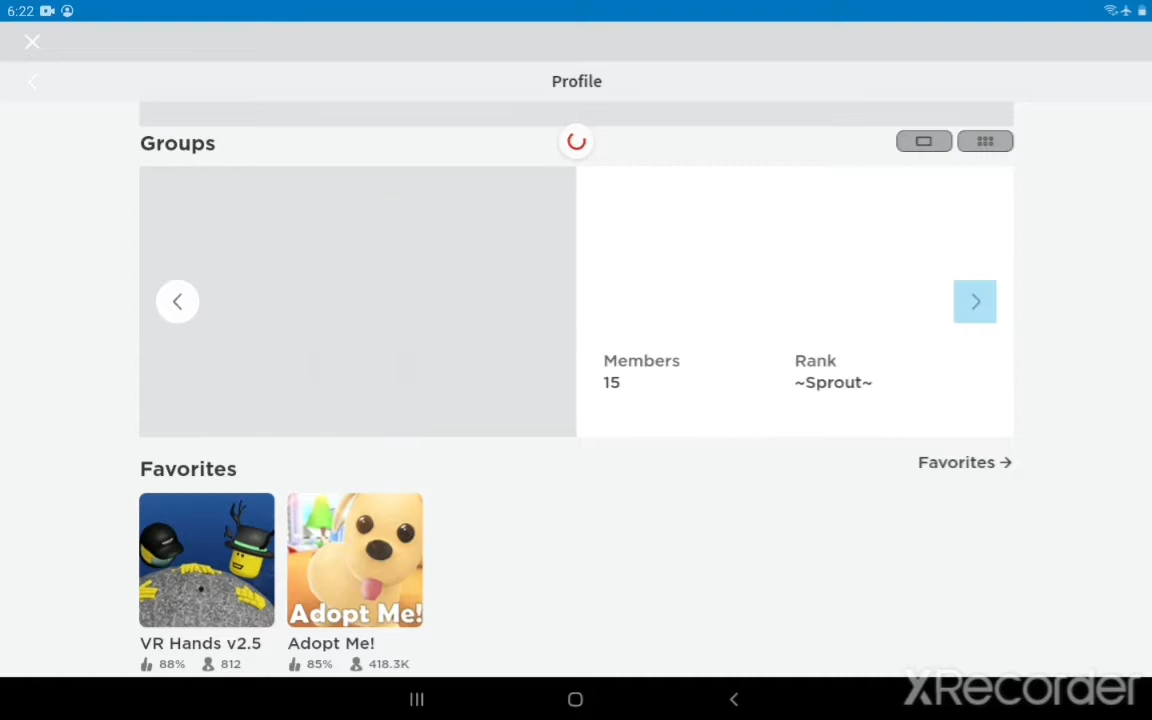 6:22
Profile
Groups
Members
Rank
15
~Sprout~
Favorites
Favorites →
Adopt Me!
VR Hands v2.5
Adopt Me!
88% 812
85% 418.3K
XRecorder